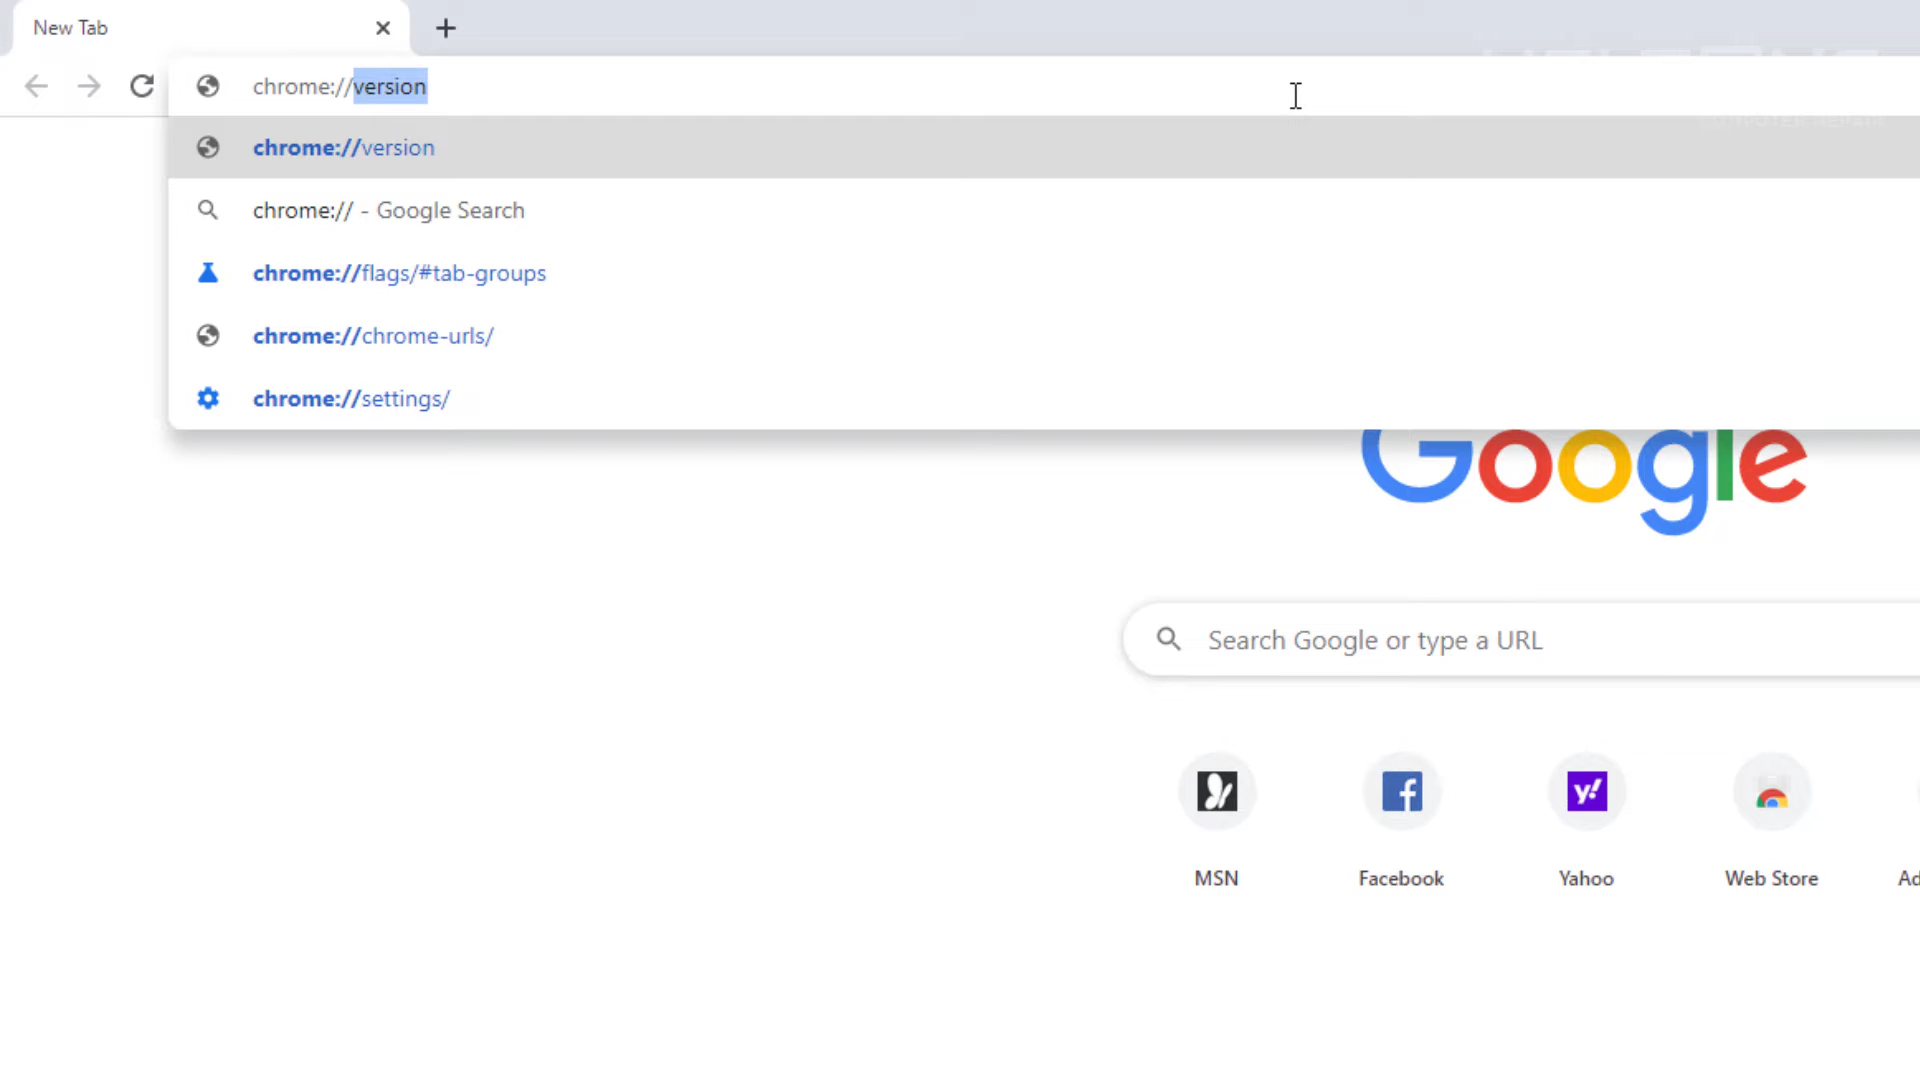 New Tab
chrome://version
chrome://version
chrome:// - Google Search
chrome://flags/#tab-groups
chrome://chrome-urls/
chrome://settings/
Google
Search Google or type a URL
MSN
Facebook
Yahoo
Web Store